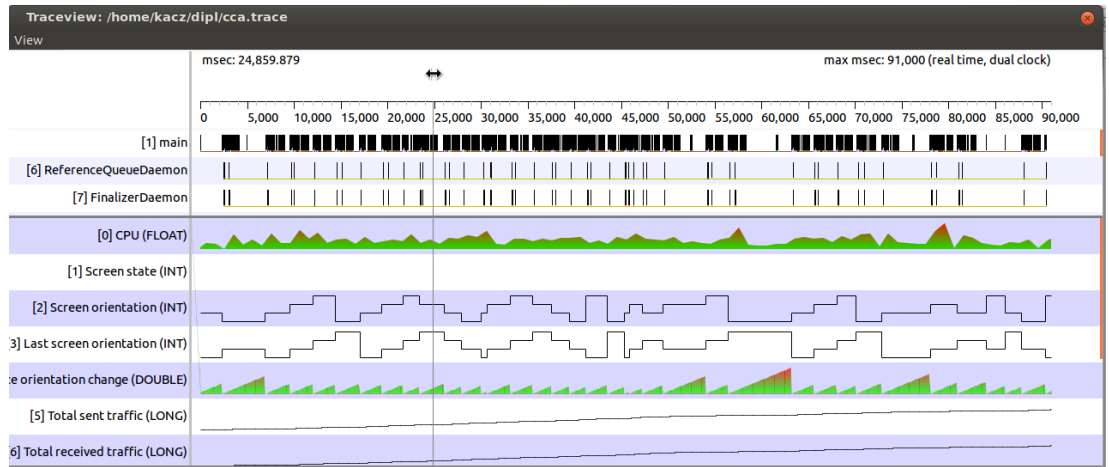 Traceview: /home/kacz/dipl/cca.trace
View
msec: 24,859.879 max msec: 91,000 (real time, dual clock)
0 5,000 10,000 15,000 20,000 25,000 30,000 35,000 40,000 45,000 50,000 55,000 60,000 65,000 70,000 75,000 80,000 85,000 90,000
[1] main
[6] ReferenceQueueDaemon
[7] FinalizerDaemon
[0] CPU (FLOAT)
[1] Screen state (INT)
[2] Screen orientation (INT)
3] Last screen orientation (INT)
e orientation change (DOUBLE)
[5] Total sent traffic (LONG)
6] Total received traffic (LONG)